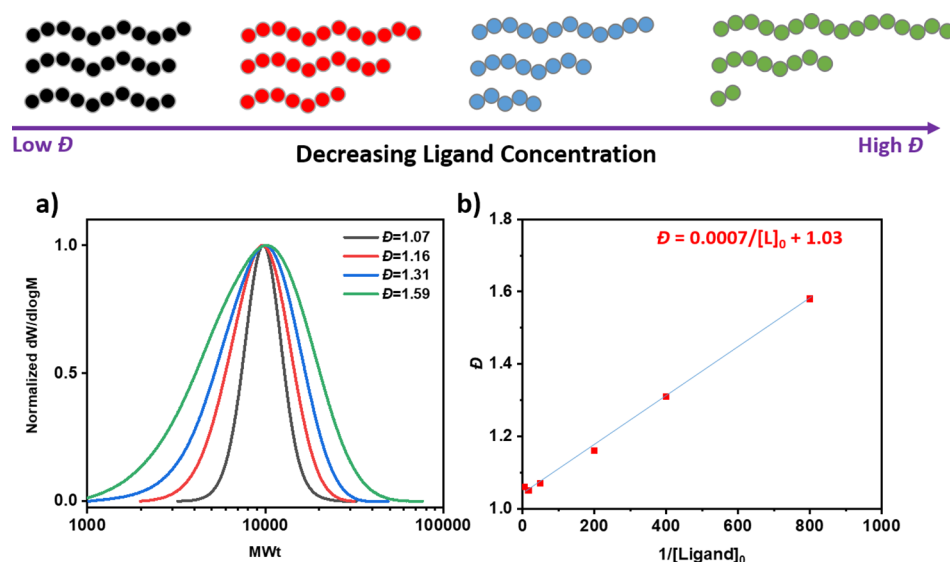 Low Đ
High Đ
Decreasing Ligand Concentration
a)
Normalized dW/dlogM
1.0
0.5
0.0
1000
10000
100000
MWt
Đ=1.07
Đ=1.16
Đ=1.31
Đ=1.59
b)
Đ = 0.0007/[L]₀ + 1.03
Đ
1.8
1.6
1.4
1.2
1.0
0
200
400
600
800
1000
1/[Ligand]₀